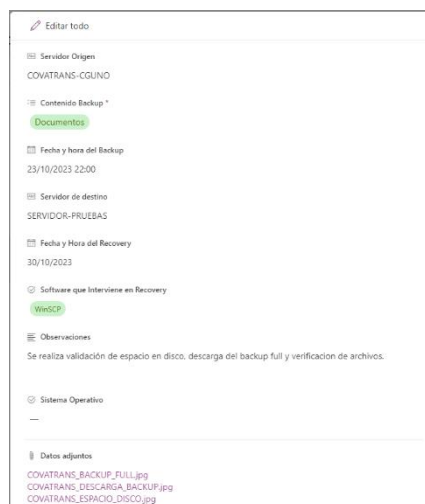 Editar todo
Servidor Origen
COVATRANS-CGUNO
Contenido Backup *
Documentos
Fecha y hora del Backup
23/10/2023 22:00
Servidor de destino
SERVIDOR-PRUEBAS
Fecha y Hora del Recovery
30/10/2023
Software que Interviene en Recovery
WinSCP
Observaciones
Se realiza validación de espacio en disco, descarga del backup full y verificacion de archivos.
Sistema Operativo
—
Datos adjuntos
COVATRANS_BACKUP_FULL.jpg
COVATRANS_DESCARGA_BACKUP.jpg
COVATRANS_ESPACIO_DISCO.jpg